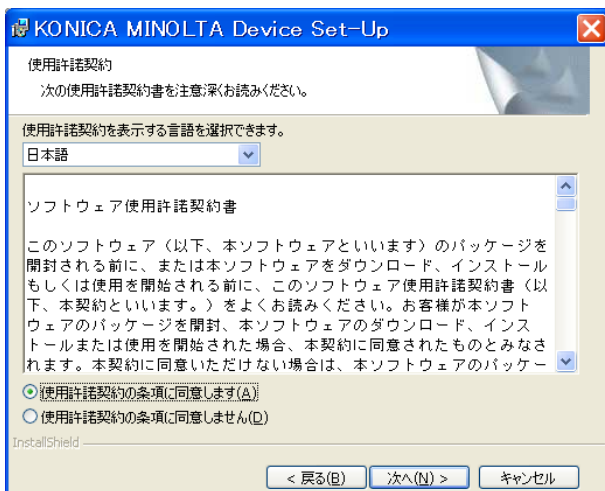 KONICA MINOLTA Device Set-Up
使用許諾契約
次の使用許諾契約書を注意深くお読みください。
使用許諾契約を表示する言語を選択できます。
日本語
ソフトウェア使用許諾契約書
このソフトウェア（以下、本ソフトウェアといいます）のパッケージを
開封される前に、または本ソフトウェアをダウンロード、インストール
もしくは使用を開始される前に、このソフトウェア使用許諾契約書（以
下、本契約といいます。）をよくお読みください。お客様が本ソフト
ウェアのパッケージを開封、本ソフトウェアのダウンロード、インス
トールまたは使用を開始された場合、本契約に同意されたものとみなさ
れます。本契約に同意いただけない場合は、本ソフトウェアのパッケー
使用許諾契約の条項に同意します(A)
使用許諾契約の条項に同意しません(D)
InstallShield
< 戻る(B) 次へ(N) > キャンセル